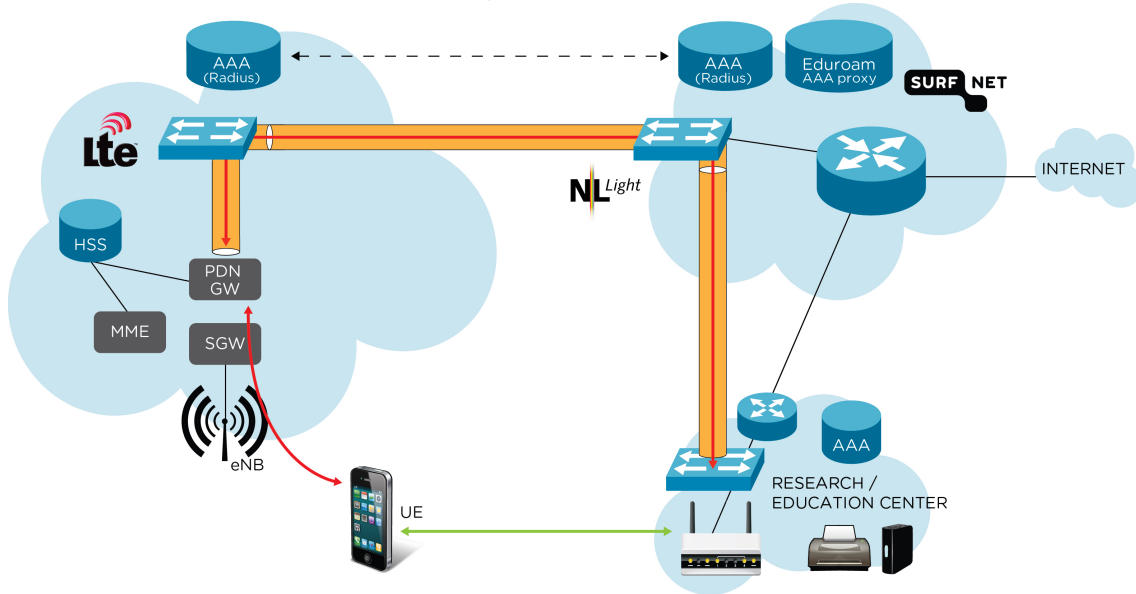 AAA
(Radius)
AAA
(Radius)
Eduroam
AAA proxy
SURF NET
Lte
NL Light
INTERNET
HSS
PDN
GW
MME
SGW
eNB
UE
AAA
RESEARCH /
EDUCATION CENTER